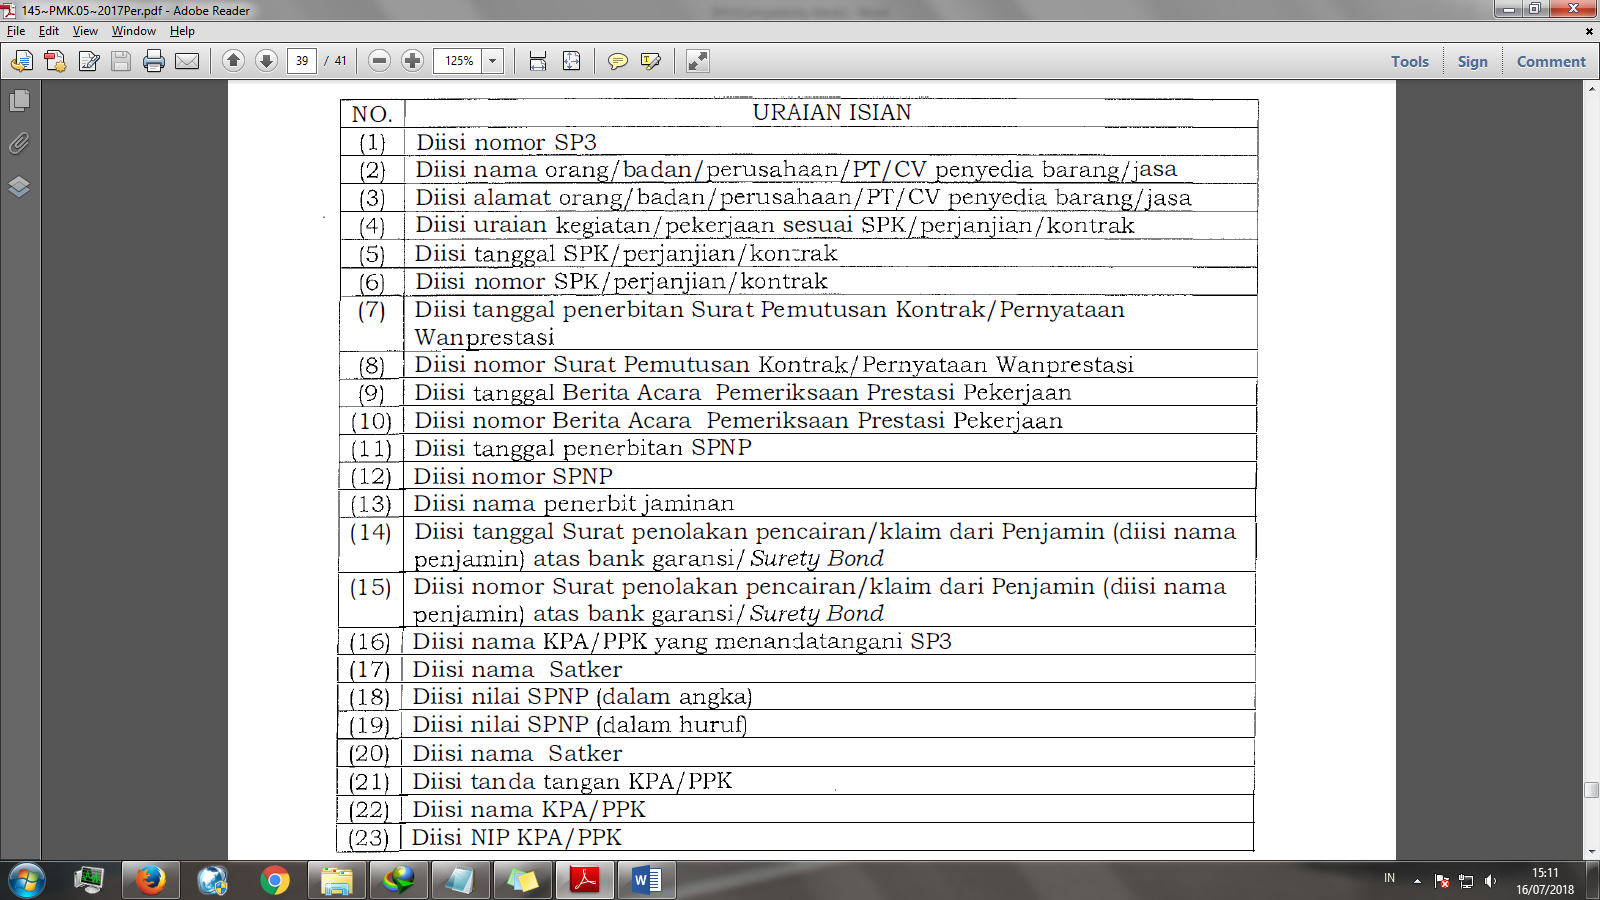 145~PMK.05~2017Per.pdf - Adobe Reader
File Edit View Window Help
39 / 41 125% Tools Sign Comment
NO. URAIAN ISIAN
(1) Diisi nomor SP3
(2) Diisi nama orang/badan/perusahaan/PT/CV penyedia barang/jasa
(3) Diisi alamat orang/badan/perusahaan/PT/CV penyedia barang/jasa
(4) Diisi uraian kegiatan/pekerjaan sesuai SPK/perjanjian/kontrak
(5) Diisi tanggal SPK/perjanjian/kontrak
(6) Diisi nomor SPK/perjanjian/kontrak
(7) Diisi tanggal penerbitan Surat Pemutusan Kontrak/Pernyataan
Wanprestasi
(8) Diisi nomor Surat Pemutusan Kontrak/Pernyataan Wanprestasi
(9) Diisi tanggal Berita Acara Pemeriksaan Prestasi Pekerjaan
(10) Diisi nomor Berita Acara Pemeriksaan Prestasi Pekerjaan
(11) Diisi tanggal penerbitan SPNP
(12) Diisi nomor SPNP
(13) Diisi nama penerbit jaminan
(14) Diisi tanggal Surat penolakan pencairan/klaim dari Penjamin (diisi nama
penjamin) atas bank garansi/Surety Bond
(15) Diisi nomor Surat penolakan pencairan/klaim dari Penjamin (diisi nama
penjamin) atas bank garansi/Surety Bond
(16) Diisi nama KPA/PPK yang menandatangani SP3
(17) Diisi nama Satker
(18) Diisi nilai SPNP (dalam angka)
(19) Diisi nilai SPNP (dalam huruf)
(20) Diisi nama Satker
(21) Diisi tanda tangan KPA/PPK
(22) Diisi nama KPA/PPK
(23) Diisi NIP KPA/PPK
IN 15:11
16/07/2018